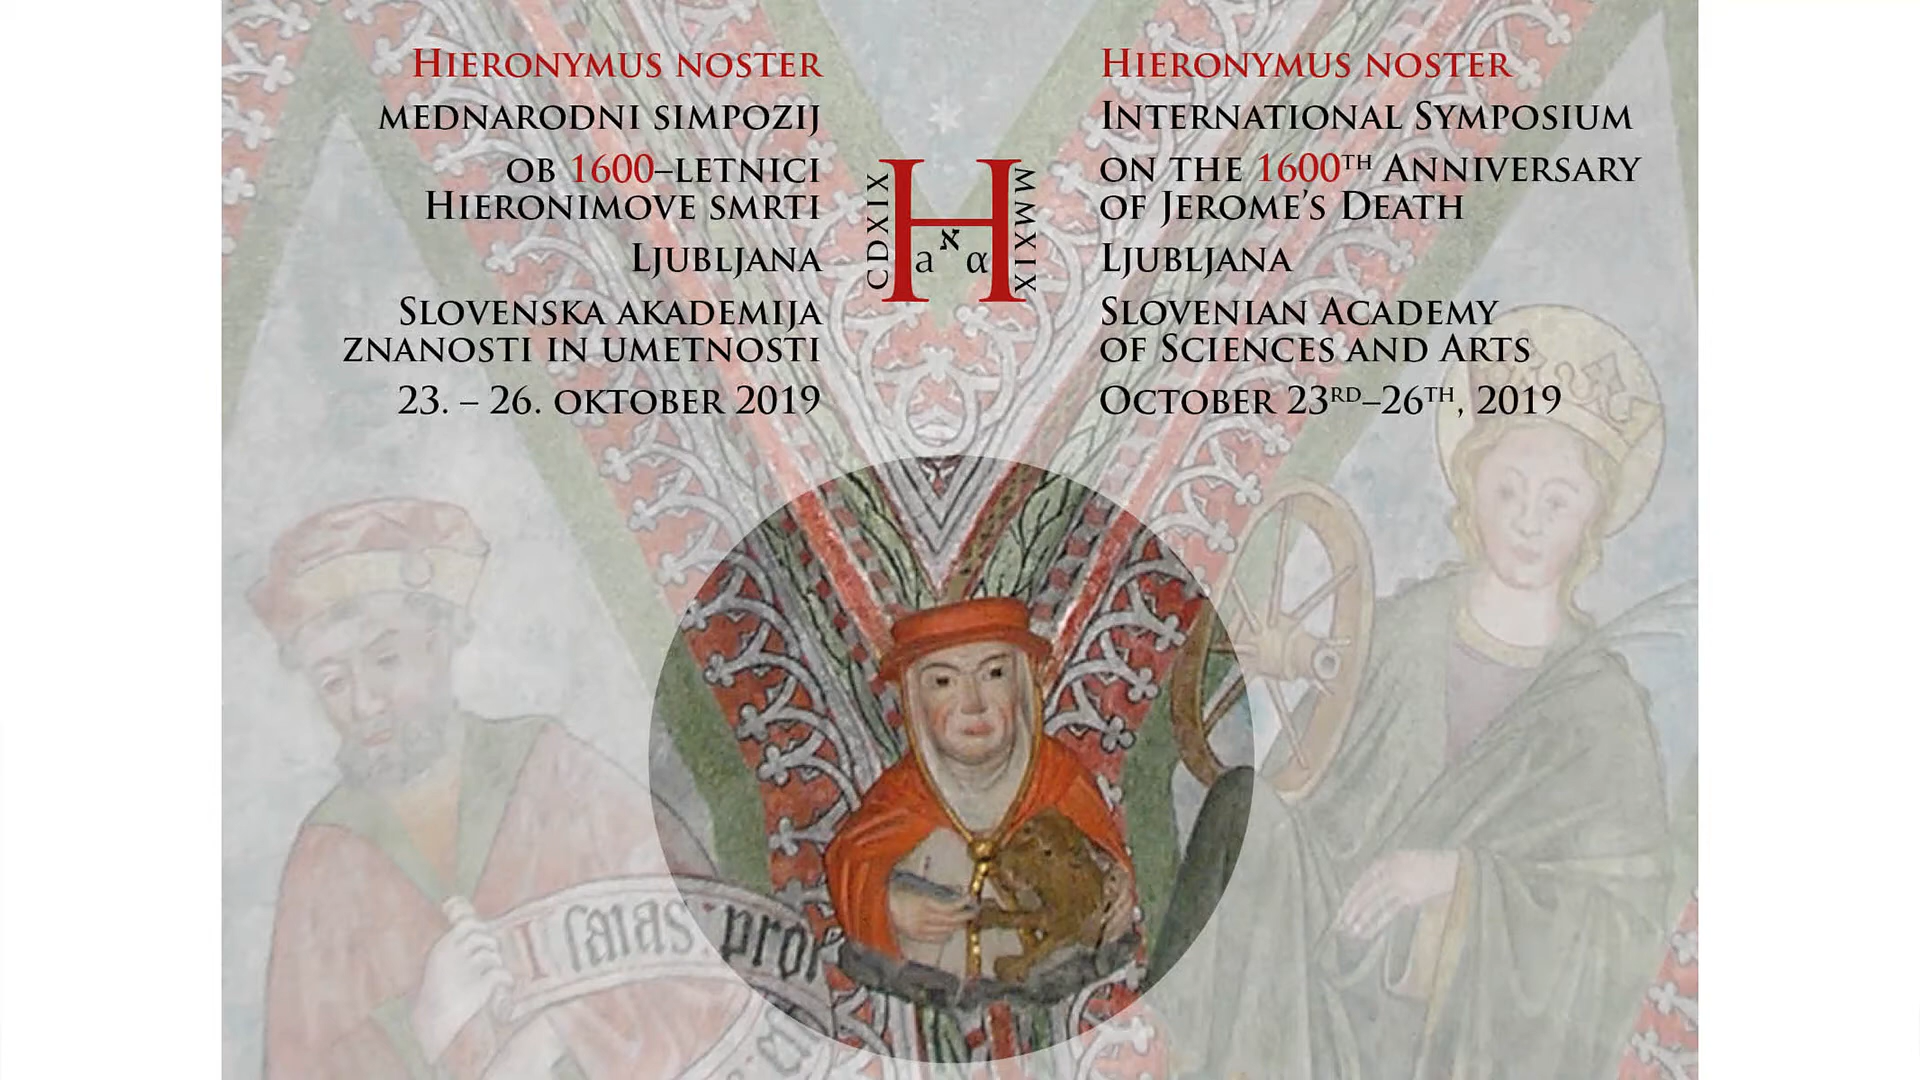 HIERONYMUS NOSTER
MEDNARODNI SIMPOZIJ
OB 1600–LETNICI
HIERONIMOVE SMRTI
LJUBLJANA
SLOVENSKA AKADEMIJA
ZNANOSTI IN UMETNOSTI
23. – 26. OKTOBER 2019
CDXIX
H
a א α
MMXIX
HIERONYMUS NOSTER
INTERNATIONAL SYMPOSIUM
ON THE 1600TH ANNIVERSARY
OF JEROME'S DEATH
LJUBLJANA
SLOVENIAN ACADEMY
OF SCIENCES AND ARTS
OCTOBER 23RD–26TH, 2019
Isaias prop